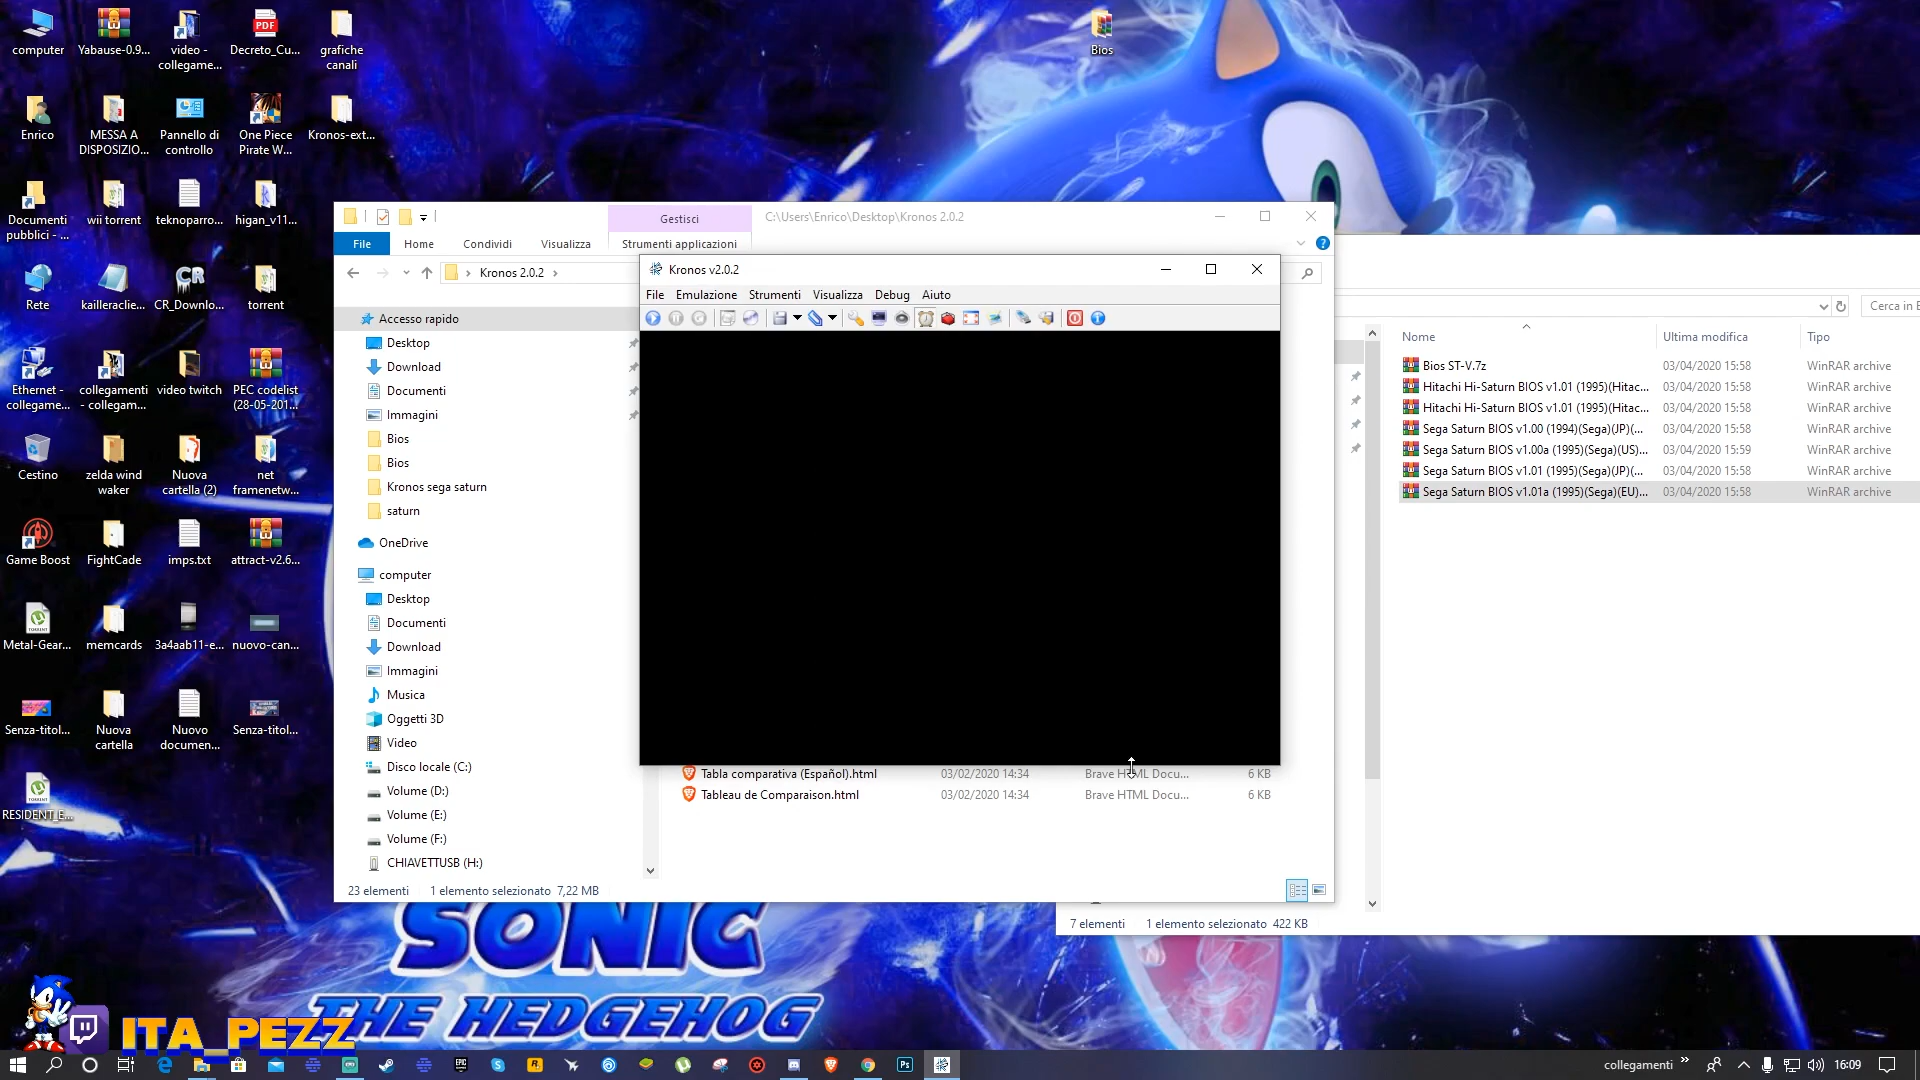 computer
Yabause-0.9...
video -
collegame...
Decreto_Cu...
grafiche
canali
Bios
Enrico
MESSA A
DISPOSIZIO...
Pannello di
controllo
One Piece
Pirate W...
Kronos-ext...
Documenti
pubblici - ...
wii torrent
teknoparro...
higan_v11...
Rete
kailleraclie...
CR_Downlo...
torrent
Ethernet -
collegame...
collegamenti
- collegam...
video twitch
PEC codelist
(28-05-201...
Cestino
zelda wind
waker
Nuova
cartella (2)
net
framenetw...
Game Boost
FightCade
imps.txt
attract-v2.6...
Metal-Gear...
memcards
3a4aab11-e...
nuovo-can...
Senza-titol...
Nuova
cartella
Nuovo
documen...
Senza-titol...
RESIDENT_E...
Gestisci
C:\Users\Enrico\Desktop\Kronos 2.0.2
File Home Condividi Visualizza Strumenti applicazioni
Kronos 2.0.2
Accesso rapido
Desktop
Download
Documenti
Immagini
Bios
Bios
Kronos sega saturn
saturn
OneDrive
computer
Desktop
Documenti
Download
Immagini
Musica
Oggetti 3D
Video
Disco locale (C:)
Volume (D:)
Volume (E:)
Volume (F:)
CHIAVETTUSB (H:)
23 elementi 1 elemento selezionato 7,22 MB
Kronos v2.0.2
File Emulazione Strumenti Visualizza Debug Aiuto
Tabla comparativa (Español).html 03/02/2020 14:34 Brave HTML Docu... 6 KB
Tableau de Comparaison.html 03/02/2020 14:34 Brave HTML Docu... 6 KB
Cerca in
Nome Ultima modifica Tipo
Bios ST-V.7z 03/04/2020 15:58 WinRAR archive
Hitachi Hi-Saturn BIOS v1.01 (1995)(Hitac... 03/04/2020 15:58 WinRAR archive
Hitachi Hi-Saturn BIOS v1.01 (1995)(Hitac... 03/04/2020 15:58 WinRAR archive
Sega Saturn BIOS v1.00 (1994)(Sega)(JP)(... 03/04/2020 15:58 WinRAR archive
Sega Saturn BIOS v1.00a (1995)(Sega)(US)... 03/04/2020 15:59 WinRAR archive
Sega Saturn BIOS v1.01 (1995)(Sega)(JP)(... 03/04/2020 15:58 WinRAR archive
Sega Saturn BIOS v1.01a (1995)(Sega)(EU)... 03/04/2020 15:58 WinRAR archive
7 elementi 1 elemento selezionato 422 KB
SONIC
THE HEDGEHOG
ITA_PEZZ
collegamenti
16:09